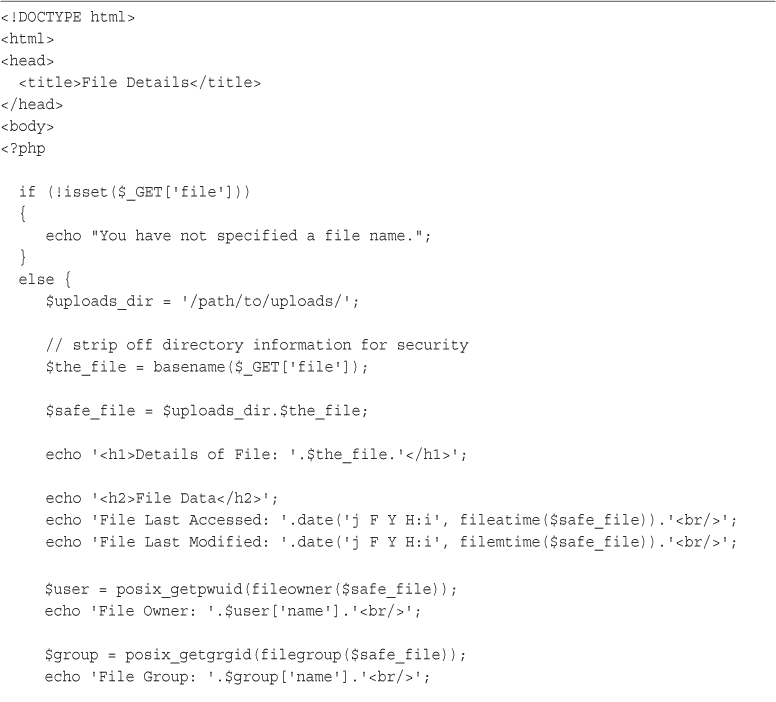 <!DOCTYPE html>
<html>
<head>
  <title>File Details</title>
</head>
<body>
<?php

  if (!isset($_GET['file']))
  {
     echo "You have not specified a file name.";
  }
  else {
     $uploads_dir = '/path/to/uploads/';

     // strip off directory information for security
     $the_file = basename($_GET['file']);

     $safe_file = $uploads_dir.$the_file;

     echo '<h1>Details of File: '.$the_file.'</h1>';

     echo '<h2>File Data</h2>';
     echo 'File Last Accessed: '.date('j F Y H:i', fileatime($safe_file)).'<br/>';
     echo 'File Last Modified: '.date('j F Y H:i', filemtime($safe_file)).'<br/>';

     $user = posix_getpwuid(fileowner($safe_file));
     echo 'File Owner: '.$user['name'].'<br/>';

     $group = posix_getgrgid(filegroup($safe_file));
     echo 'File Group: '.$group['name'].'<br/>';